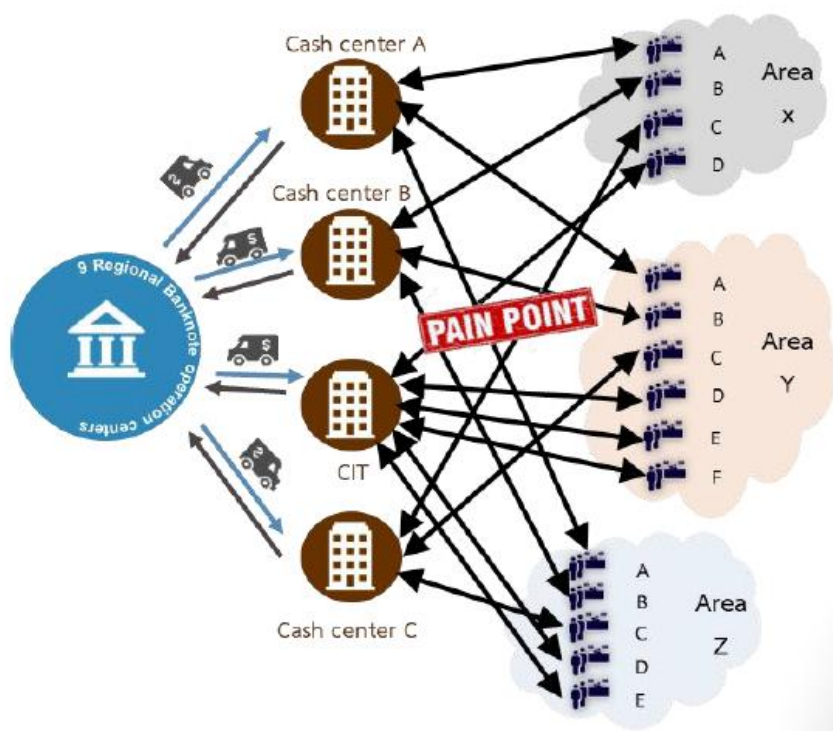 Cash center A
Cash center B
CIT
Cash center C
9 Regional Banknote operation centers
$
$
$
$
PAIN POINT
A
B
C
D
Area
x
A
B
C
D
E
F
Area
Y
A
B
C
D
E
Area
Z